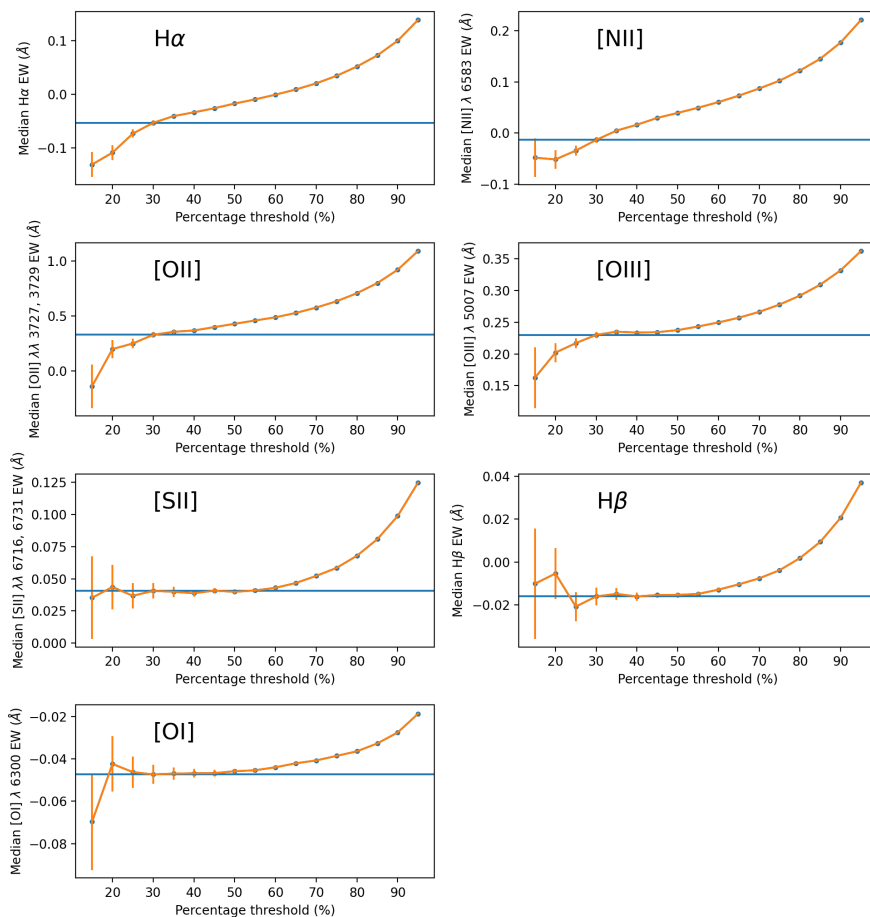 Hα
Median Hα EW (Å)
0.1
0.0
−0.1
20 30 40 50 60 70 80 90
Percentage threshold (%)
[NII]
Median [NII] λ 6583 EW (Å)
0.2
0.1
0.0
−0.1
20 30 40 50 60 70 80 90
Percentage threshold (%)
[OII]
Median [OII] λλ 3727, 3729 EW (Å)
1.0
0.5
0.0
20 30 40 50 60 70 80 90
Percentage threshold (%)
[OIII]
Median [OIII] λ 5007 EW (Å)
0.35
0.30
0.25
0.20
0.15
20 30 40 50 60 70 80 90
Percentage threshold (%)
[SII]
Median [SII] λλ 6716, 6731 EW (Å)
0.125
0.100
0.075
0.050
0.025
0.000
20 30 40 50 60 70 80 90
Percentage threshold (%)
Hβ
Median Hβ EW (Å)
0.04
0.02
0.00
−0.02
20 30 40 50 60 70 80 90
Percentage threshold (%)
[OI]
Median [OI] λ 6300 EW (Å)
−0.02
−0.04
−0.06
−0.08
20 30 40 50 60 70 80 90
Percentage threshold (%)